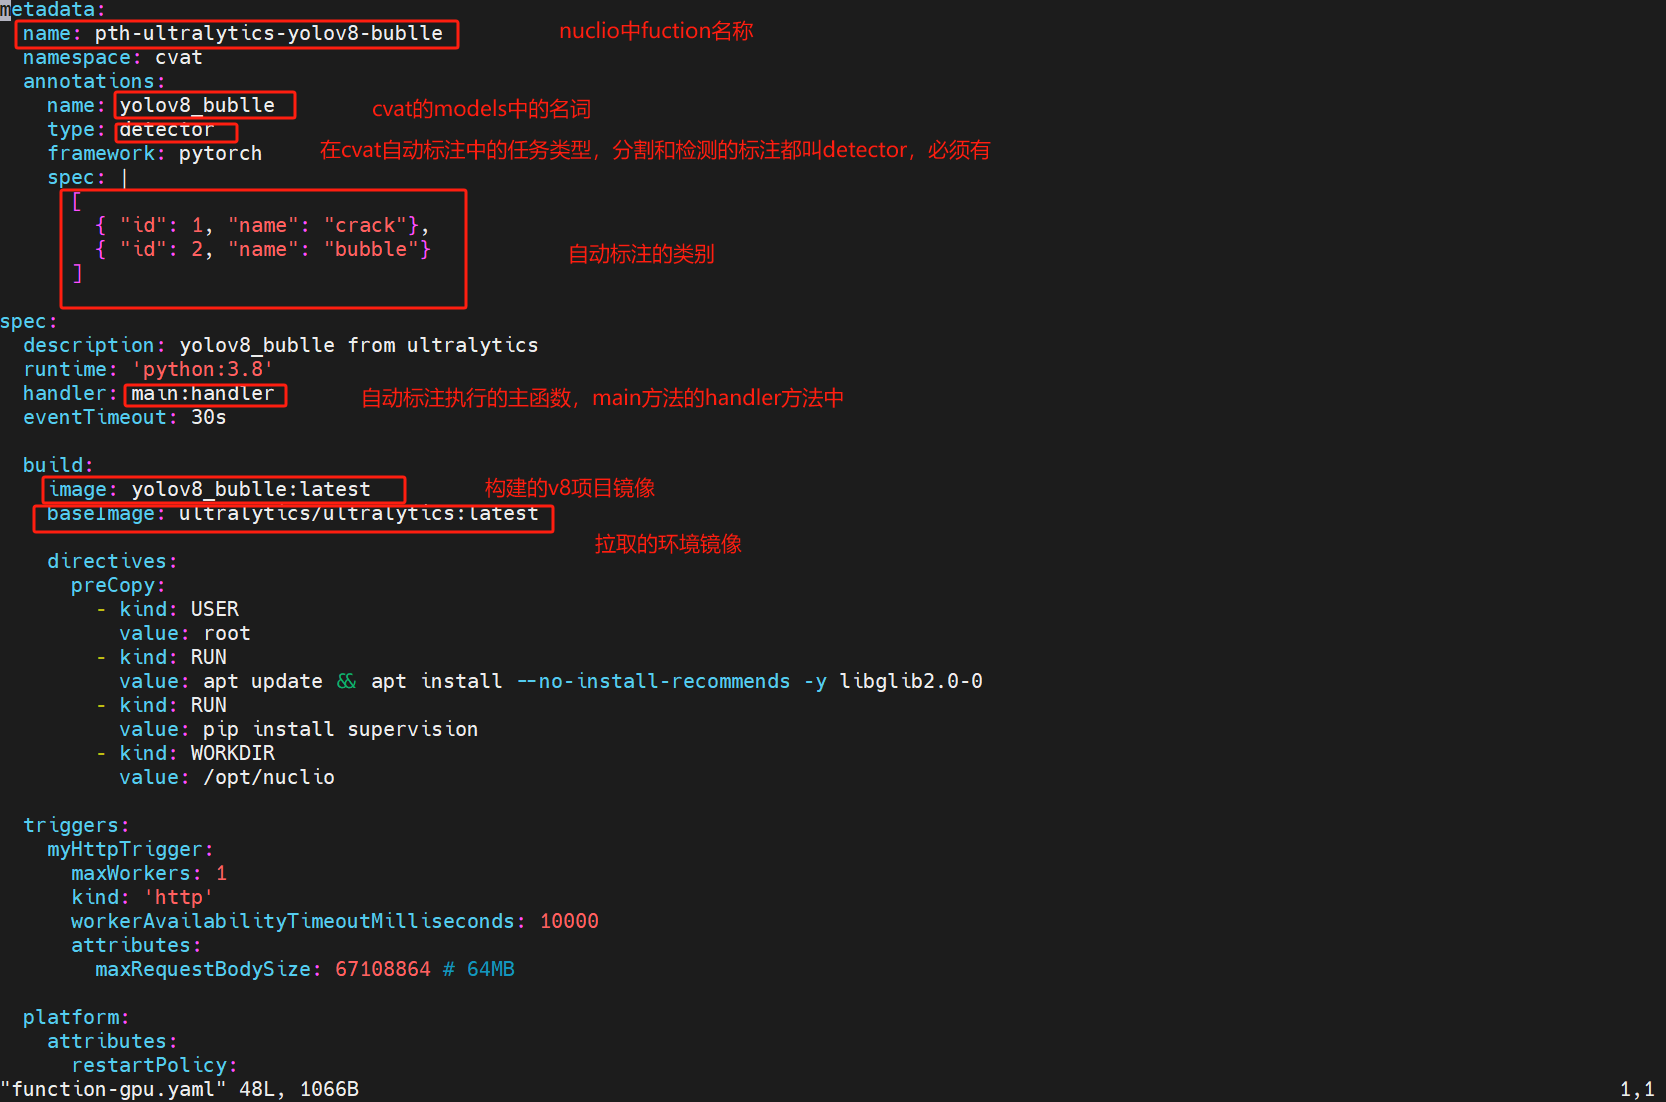 metadata:
name: pth-ultralytics-yolov8-bublle
nuclio中fuction名称
namespace: cvat
annotations:
name: yolov8_bublle
cvat的models中的名词
type: detector
framework: pytorch
在cvat自动标注中的任务类型，分割和检测的标注都叫detector，必须有
spec: |
[
{ "id": 1, "name": "crack"},
{ "id": 2, "name": "bubble"}
自动标注的类别
]
spec:
description: yolov8_bublle from ultralytics
runtime: 'python:3.8'
handler: main:handler
自动标注执行的主函数，main方法的handler方法中
eventTimeout: 30s
build:
image: yolov8_bublle:latest
构建的v8项目镜像
baseImage: ultralytics/ultralytics:latest
拉取的环境镜像
directives:
preCopy:
- kind: USER
value: root
- kind: RUN
value: apt update && apt install --no-install-recommends -y libglib2.0-0
- kind: RUN
value: pip install supervision
- kind: WORKDIR
value: /opt/nuclio
triggers:
myHttpTrigger:
maxWorkers: 1
kind: 'http'
workerAvailabilityTimeoutMilliseconds: 10000
attributes:
maxRequestBodySize: 67108864 # 64MB
platform:
attributes:
restartPolicy:
"function-gpu.yaml" 48L, 1066B
1,1